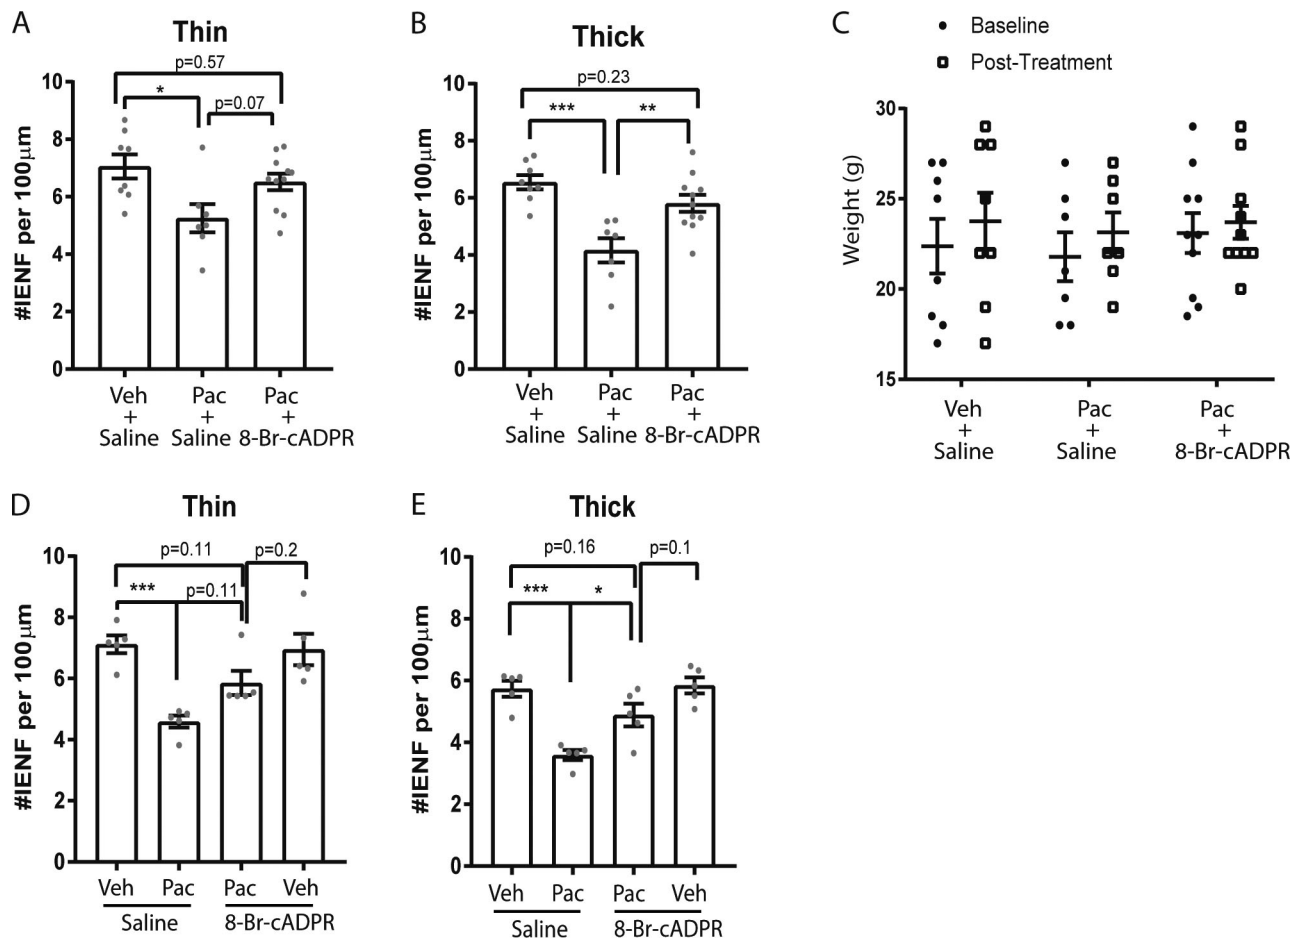 A
Thin
p=0.57
*
p=0.07
#IENF per 100μm
10
8
6
4
2
0
Veh
+
Saline
Pac
+
Saline
Pac
+
8-Br-cADPR
B
Thick
p=0.23
***
**
#IENF per 100μm
10
8
6
4
2
0
Veh
+
Saline
Pac
+
Saline
Pac
+
8-Br-cADPR
C
Baseline
Post-Treatment
Weight (g)
30
25
20
15
Veh
+
Saline
Pac
+
Saline
Pac
+
8-Br-cADPR
D
Thin
p=0.11
p=0.2
***
p=0.11
#IENF per 100μm
10
8
6
4
2
0
Veh
Pac
Pac
Veh
Saline
8-Br-cADPR
E
Thick
p=0.16
p=0.1
***
*
#IENF per 100μm
10
8
6
4
2
0
Veh
Pac
Pac
Veh
Saline
8-Br-cADPR